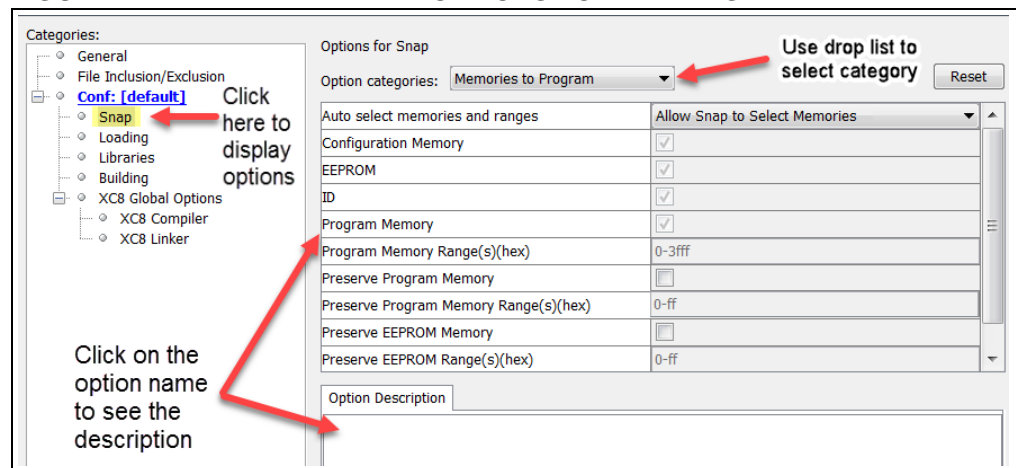 Categories:
General
File Inclusion/Exclusion
Conf: [default]
Snap
Loading
Libraries
Building
XC8 Global Options
XC8 Compiler
XC8 Linker
Click
here to
display
options
Click on the
option name
to see the
description
Options for Snap
Option categories: Memories to Program
Use drop list to
select category
Reset
Auto select memories and ranges Allow Snap to Select Memories
Configuration Memory
EEPROM
ID
Program Memory
Program Memory Range(s)(hex) 0-3fff
Preserve Program Memory
Preserve Program Memory Range(s)(hex) 0-ff
Preserve EEPROM Memory
Preserve EEPROM Range(s)(hex) 0-ff
Option Description